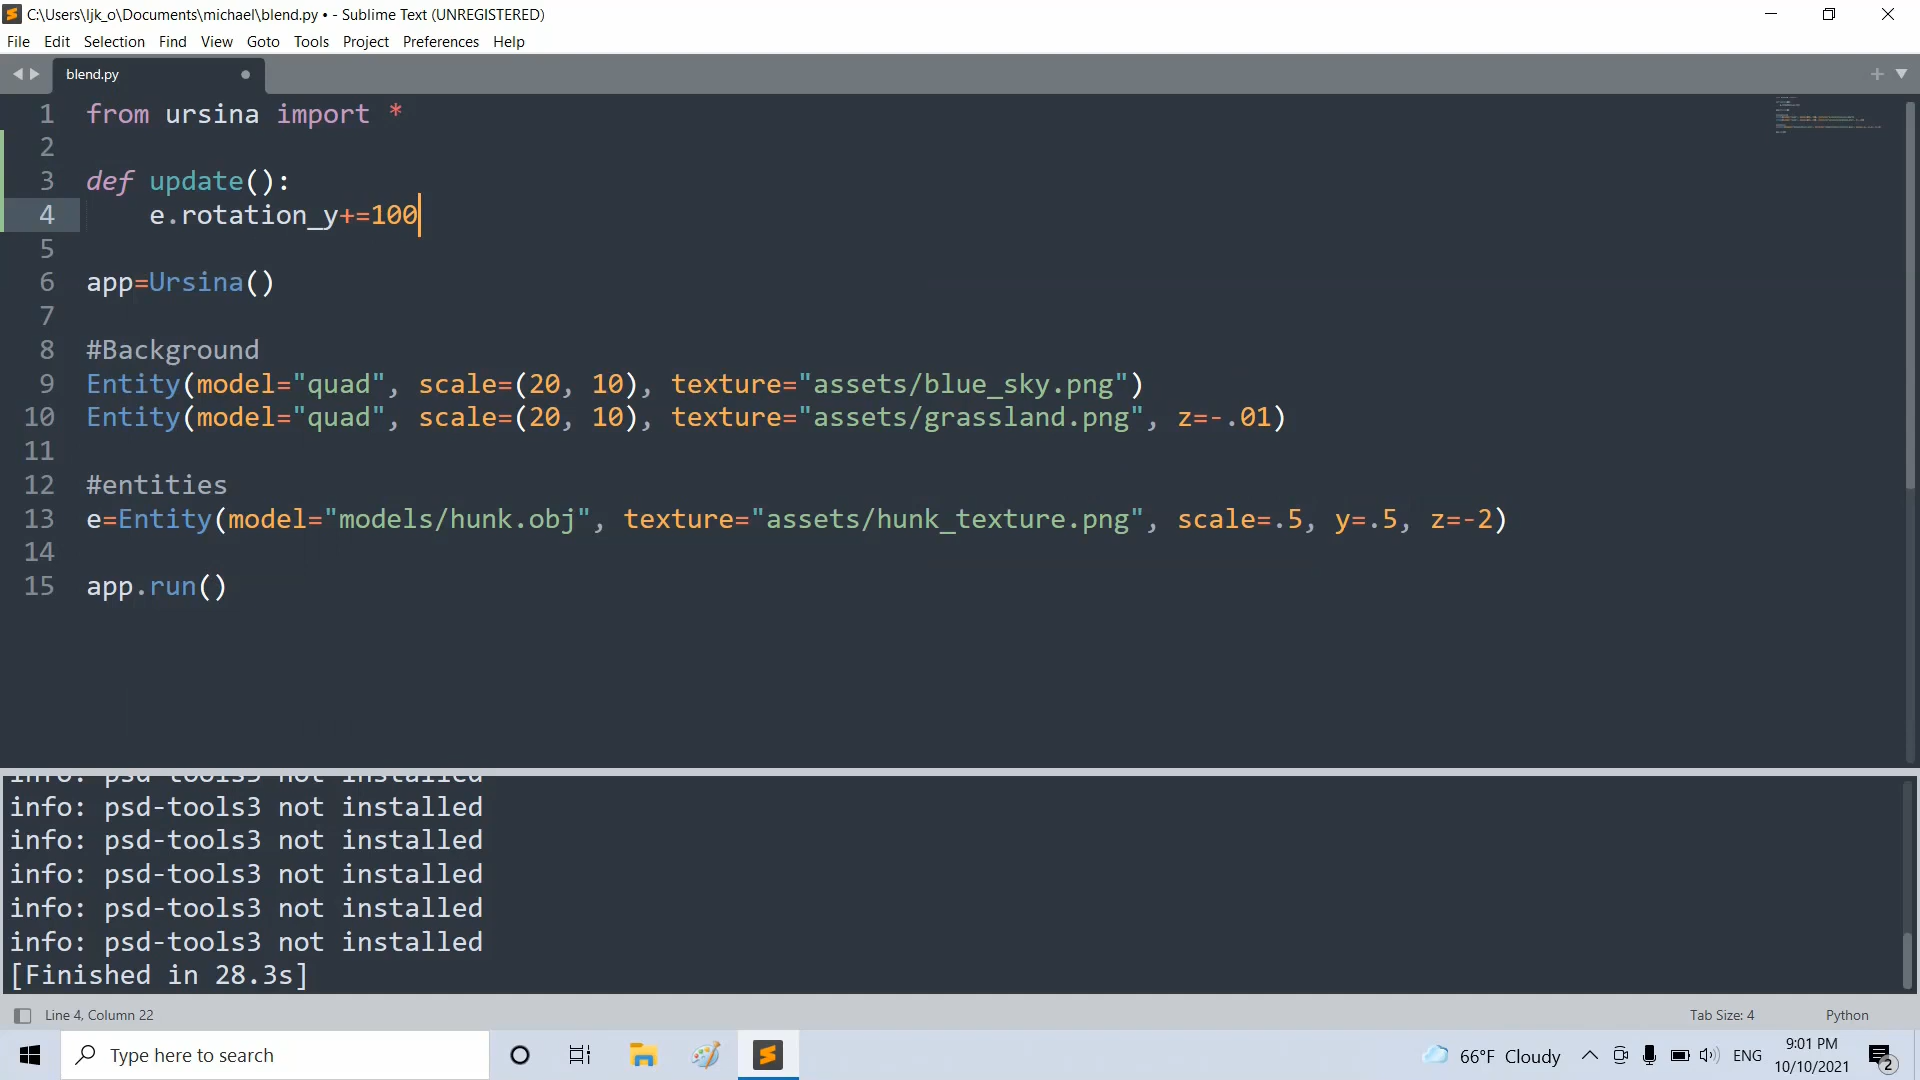 C:\Users\ljk_o\Documents\michael\blend.py • - Sublime Text (UNREGISTERED)
File Edit Selection Find View Goto Tools Project Preferences Help
blend.py
1 from ursina import *
2
3 def update():
4 e.rotation_y+=100
5
6 app=Ursina()
7
8 #Background
9 Entity(model="quad", scale=(20, 10), texture="assets/blue_sky.png")
10 Entity(model="quad", scale=(20, 10), texture="assets/grassland.png", z=-.01)
11
12 #entities
13 e=Entity(model="models/hunk.obj", texture="assets/hunk_texture.png", scale=.5, y=.5, z=-2)
14
15 app.run()
info: psd-tools3 not installed
info: psd-tools3 not installed
info: psd-tools3 not installed
info: psd-tools3 not installed
info: psd-tools3 not installed
info: psd-tools3 not installed
[Finished in 28.3s]
Line 4, Column 22 Tab Size: 4 Python
Type here to search 66°F Cloudy ENG 9:01 PM
10/10/2021 2